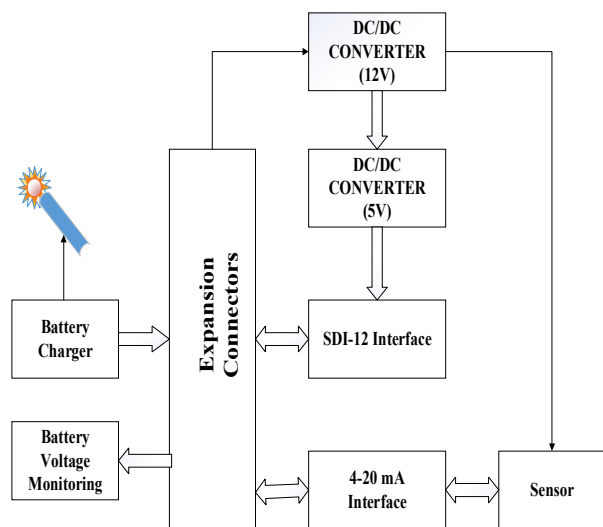 DC/DC
CONVERTER
(12V)
DC/DC
CONVERTER
(5V)
Expansion
Connectors
Battery
Charger
SDI-12 Interface
Battery
Voltage
Monitoring
4-20 mA
Interface
Sensor